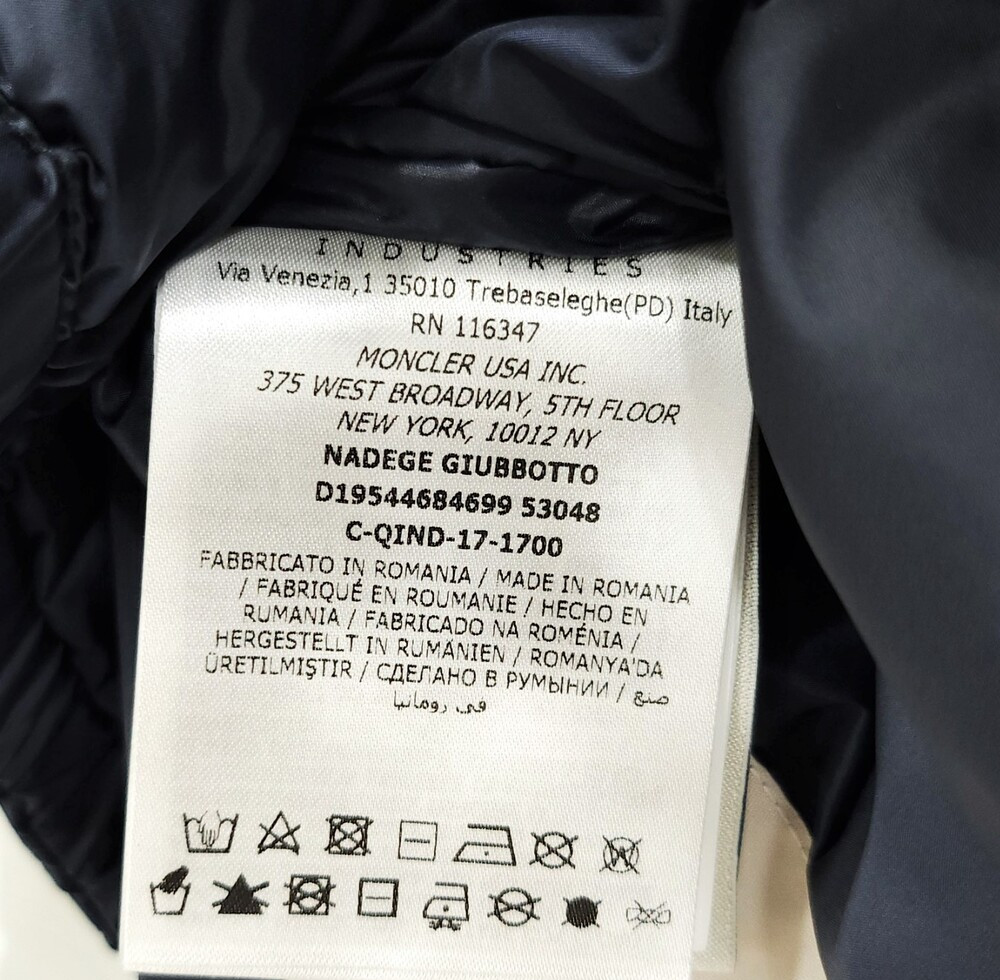 INDUSTRIES
Via Venezia,1 35010 Trebaseleghe(PD) Italy
RN 116347
MONCLER USA INC.
375 WEST BROADWAY, 5TH FLOOR
NEW YORK, 10012 NY
NADEGE GIUBBOTTO
D19544684699 53048
C-QIND-17-1700
FABBRICATO IN ROMANIA / MADE IN ROMANIA
/ FABRIQUÉ EN ROUMANIE / HECHO EN
RUMANIA / FABRICADO NA ROMÉNIA /
HERGESTELLT IN RUMÄNIEN / ROMANYA'DA
ÜRETILMIŞTIR / СДЕЛАНО В РУМЫНИИ / صنع
في رومانيا